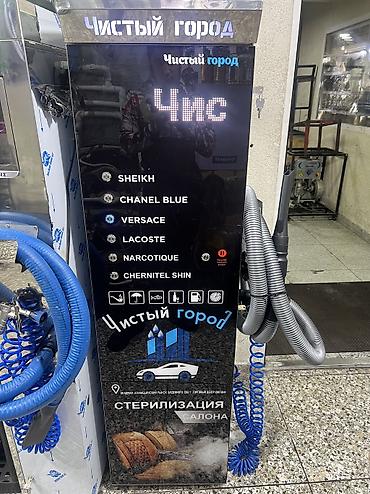 Чистый город
Чистый город
Чис
SHEIKH
CHANEL BLUE
VERSACE
LACOSTE
NARCOTIQUE
CHERNITEL SHIN
Чистый город
СТЕРИЛИЗАЦИЯ
САЛОНА